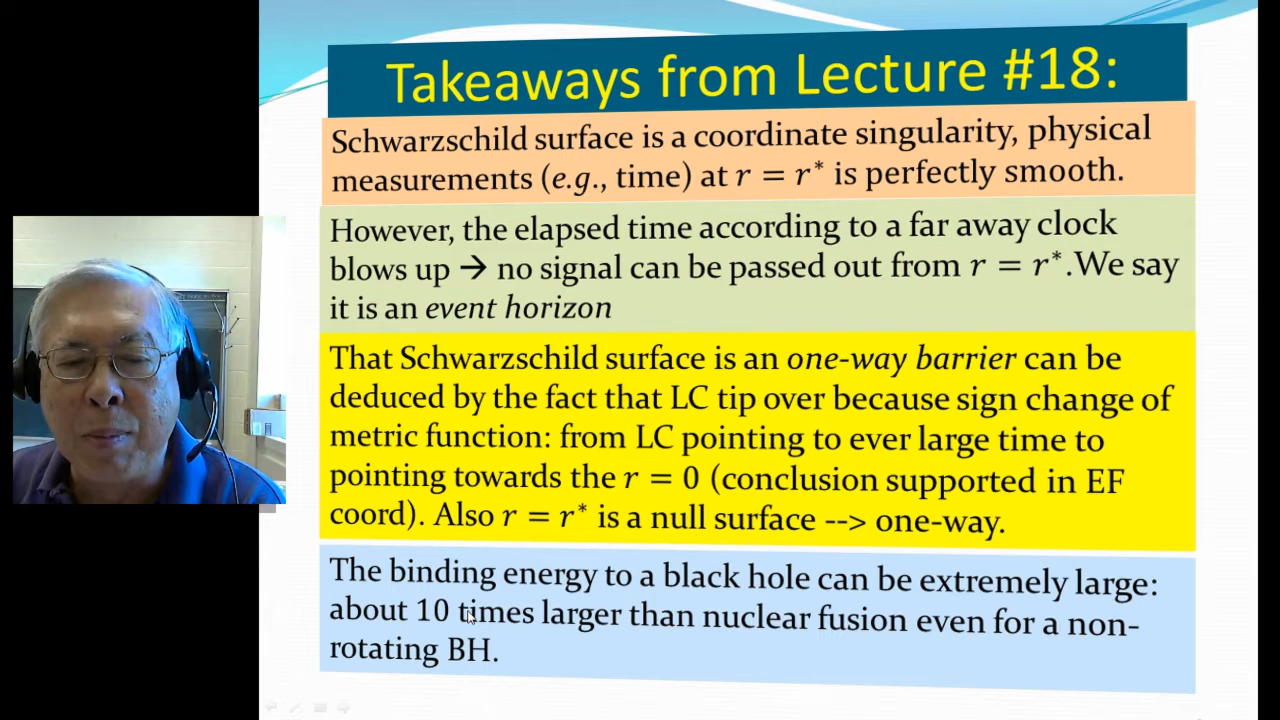 Takeaways from Lecture #18:
Schwarzschild surface is a coordinate singularity, physical
measurements (e.g., time) at r = r* is perfectly smooth.
However, the elapsed time according to a far away clock
blows up → no signal can be passed out from r = r*.We say
it is an event horizon
That Schwarzschild surface is an one-way barrier can be
deduced by the fact that LC tip over because sign change of
metric function: from LC pointing to ever large time to
pointing towards the r = 0 (conclusion supported in EF
coord). Also r = r* is a null surface --> one-way.
The binding energy to a black hole can be extremely large:
about 10 times larger than nuclear fusion even for a non-
rotating BH.